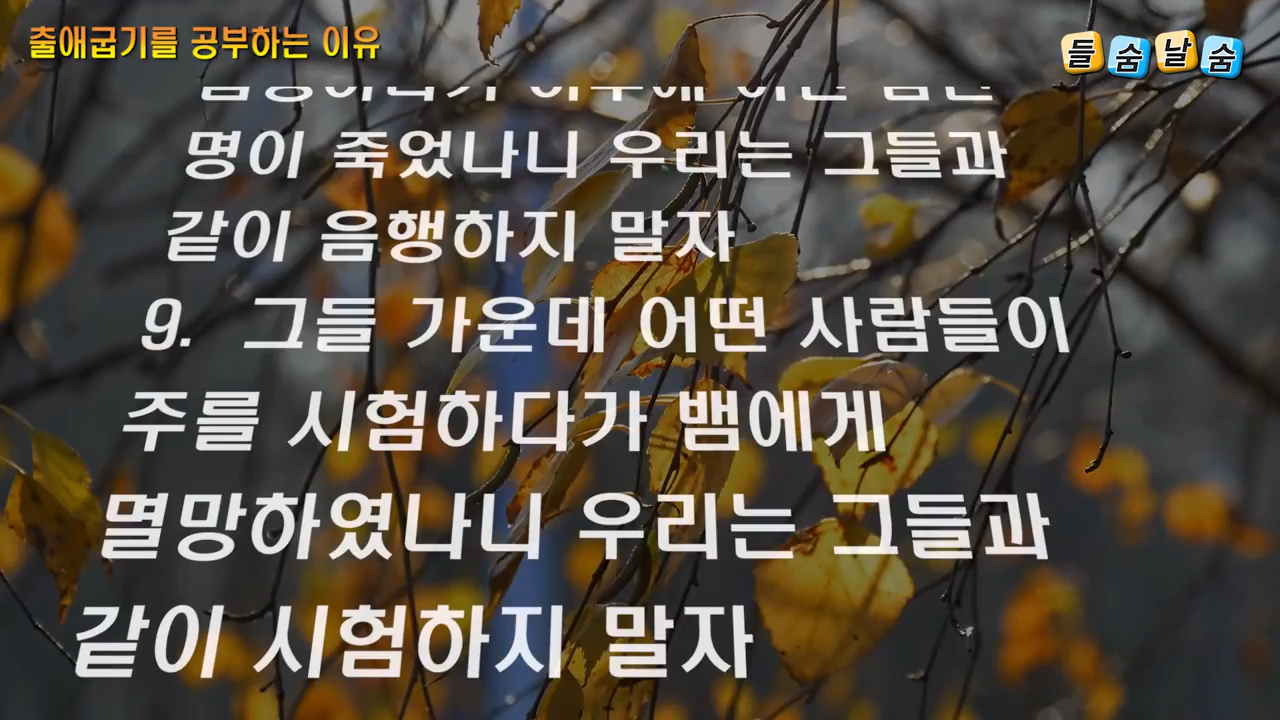 출애굽기를 공부하는 이유
들숨날숨
명이 죽었나니 우리는 그들과
같이 음행하지 말자
9. 그들 가운데 어떤 사람들이
주를 시험하다가 뱀에게
멸망하였나니 우리는 그들과
같이 시험하지 말자